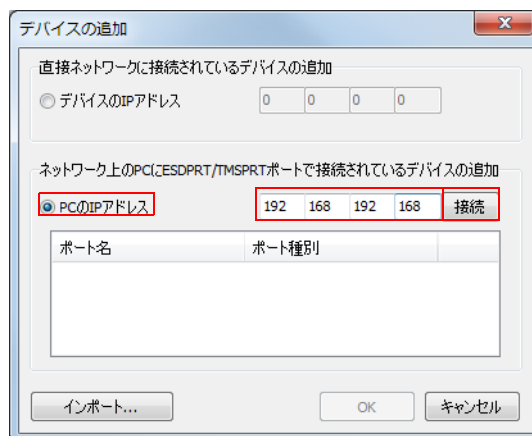 デバイスの追加
直接ネットワークに接続されているデバイスの追加
デバイスのIPアドレス 0 0 0 0
ネットワーク上のPCにESDPRT/TMSPRTポートで接続されているデバイスの追加
PCのIPアドレス 192 168 192 168 接続
ポート名 ポート種別
インポート... OK キャンセル